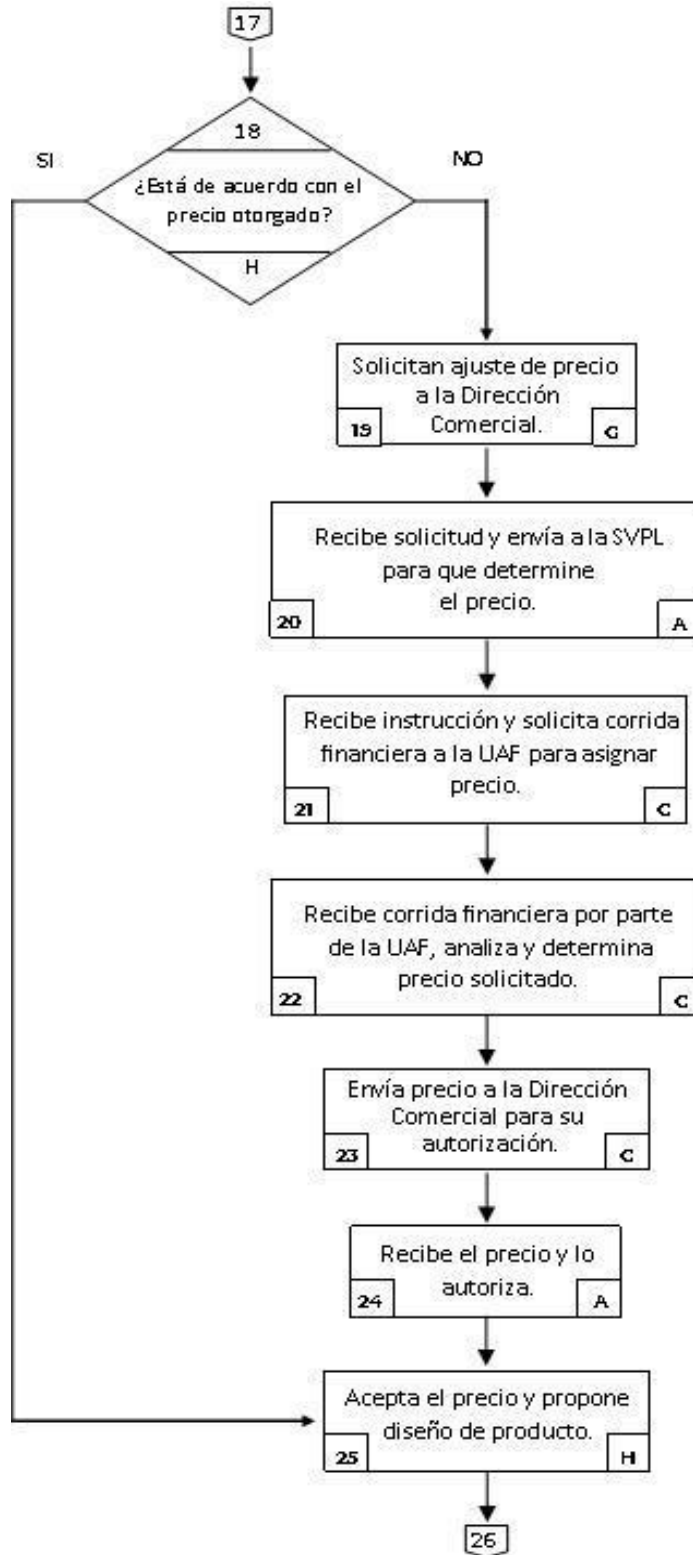 17
18
SI
NO
¿Está de acuerdo con el
precio otorgado?
H
Solicitan ajuste de precio
a la Dirección
Comercial.
19
G
Recibe solicitud y envía a la SVPL
para que determine
el precio.
20
A
Recibe instrucción y solicita corrida
financiera a la UAF para asignar
precio.
21
C
Recibe corrida financiera por parte
de la UAF, analiza y determina
precio solicitado.
22
C
Envía precio a la Dirección
Comercial para su
autorización.
23
C
Recibe el precio y lo
autoriza.
24
A
Acepta el precio y propone
diseño de producto.
25
H
26